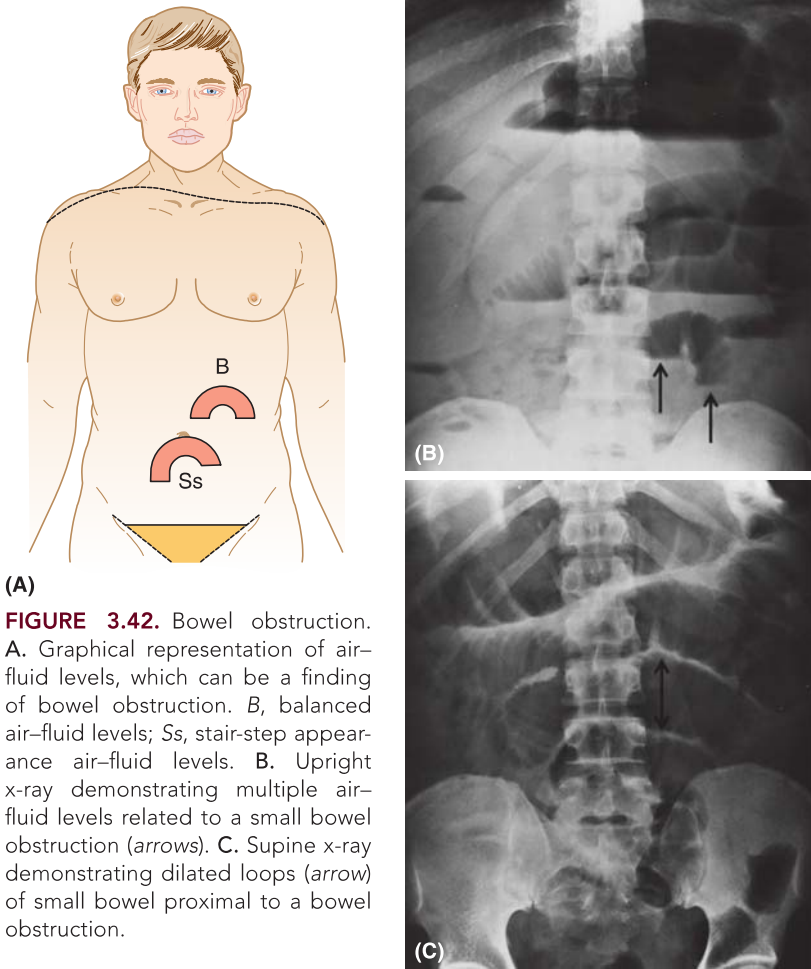 B
Ss
(A)
FIGURE 3.42. Bowel obstruction.
A. Graphical representation of air–
fluid levels, which can be a finding
of bowel obstruction. B, balanced
air–fluid levels; Ss, stair-step appear-
ance air–fluid levels. B. Upright
x-ray demonstrating multiple air–
fluid levels related to a small bowel
obstruction (arrows). C. Supine x-ray
demonstrating dilated loops (arrow)
of small bowel proximal to a bowel
obstruction.
(B)
(C)